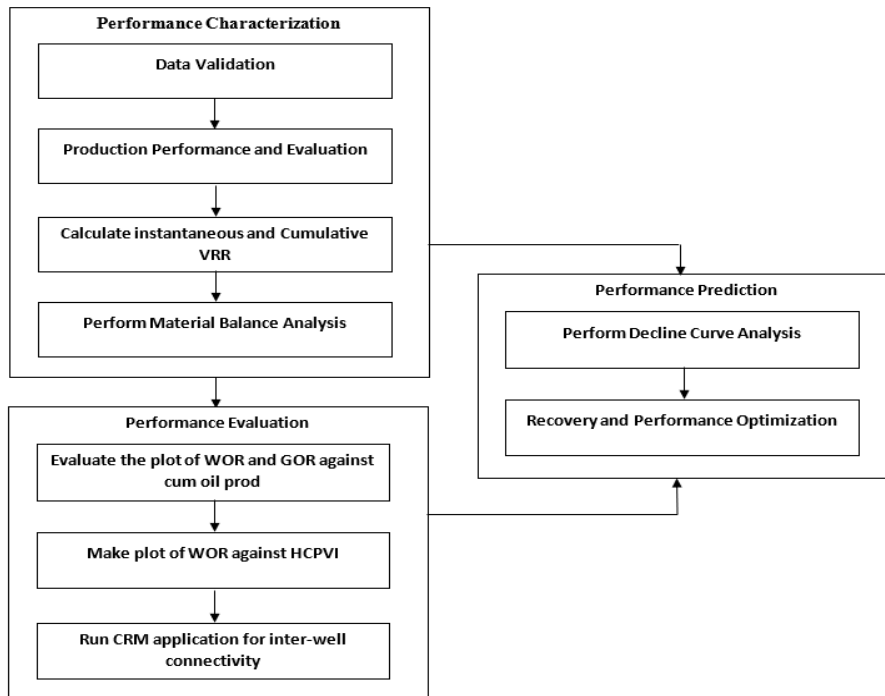 Performance Characterization
Data Validation
Production Performance and Evaluation
Calculate instantaneous and Cumulative
VRR
Perform Material Balance Analysis
Performance Evaluation
Evaluate the plot of WOR and GOR against
cum oil prod
Make plot of WOR against HCPVI
Run CRM application for inter-well
connectivity
Performance Prediction
Perform Decline Curve Analysis
Recovery and Performance Optimization